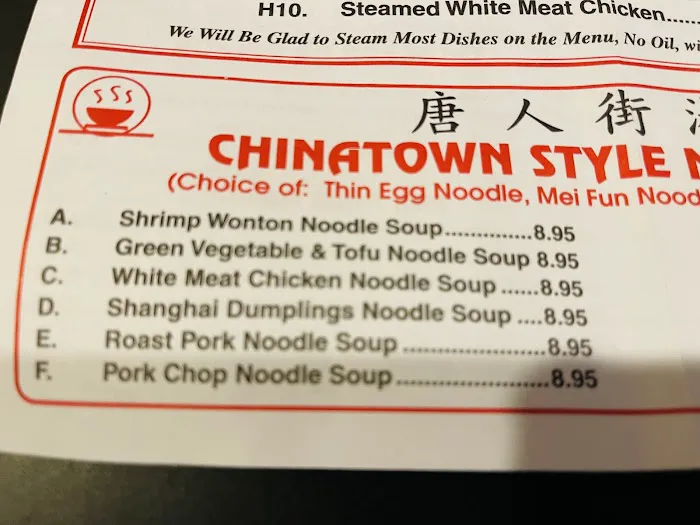 H10. Steamed White Meat Chicken.....
We Will Be Glad to Steam Most Dishes on the Menu, No Oil, wi
唐人街
CHINATOWN STYLE
(Choice of: Thin Egg Noodle, Mei Fun Nood
A. Shrimp Wonton Noodle Soup..............8.95
B. Green Vegetable & Tofu Noodle Soup 8.95
C. White Meat Chicken Noodle Soup ......8.95
D. Shanghai Dumplings Noodle Soup ....8.95
E. Roast Pork Noodle Soup .......................8.95
F. Pork Chop Noodle Soup.........................8.95